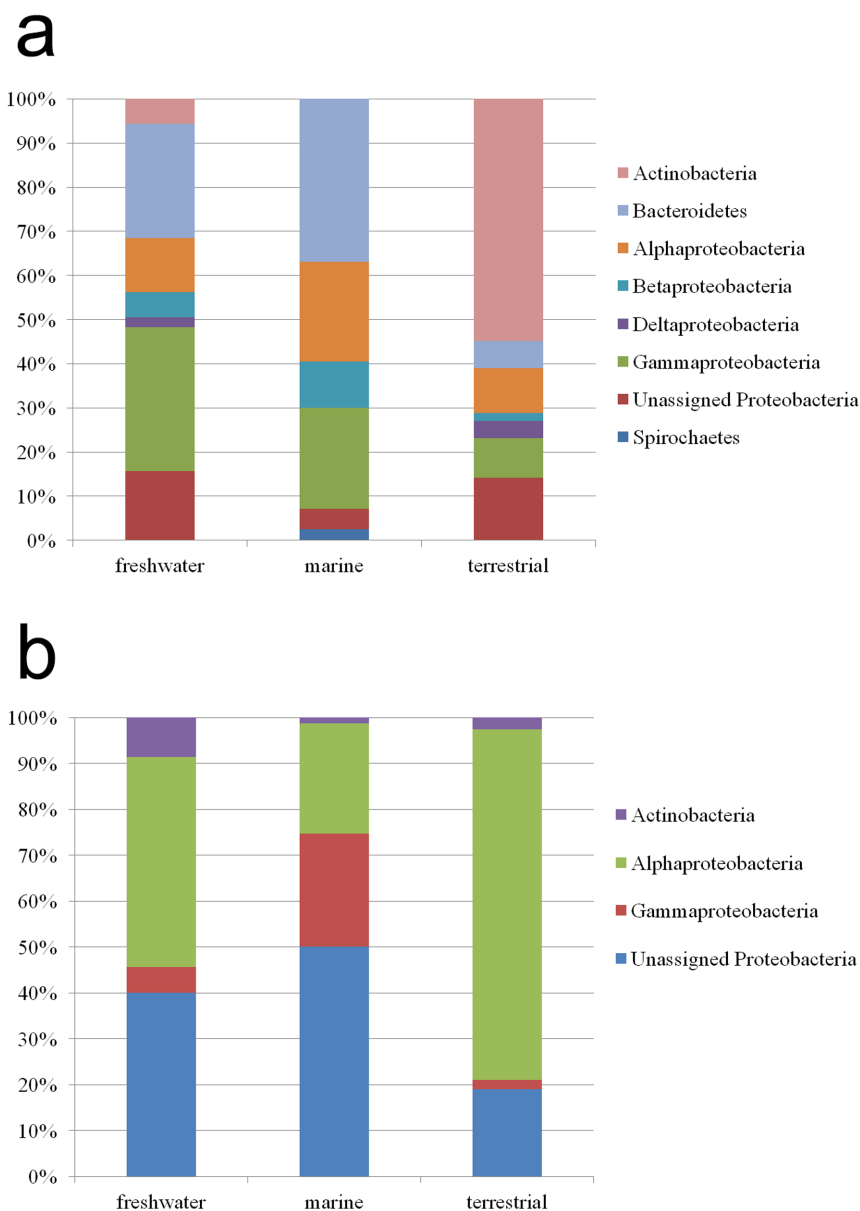 a
100%
90%
80%
70%
60%
50%
40%
30%
20%
10%
0%
freshwater marine terrestrial
Actinobacteria
Bacteroidetes
Alphaproteobacteria
Betaproteobacteria
Deltaproteobacteria
Gammaproteobacteria
Unassigned Proteobacteria
Spirochaetes
b
100%
90%
80%
70%
60%
50%
40%
30%
20%
10%
0%
freshwater marine terrestrial
Actinobacteria
Alphaproteobacteria
Gammaproteobacteria
Unassigned Proteobacteria